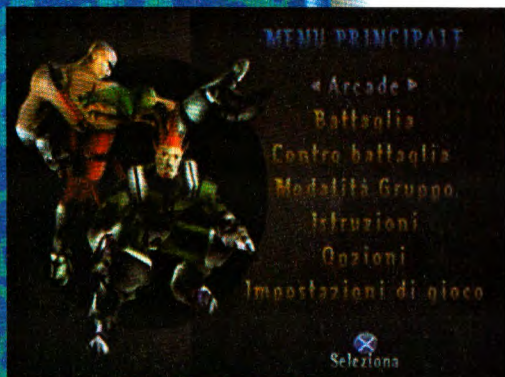 MENU PRINCIPALE
Arcade
Battaglia
Contro battaglia
Modalità Gruppo
Istruzioni
Opzioni
Impostazioni di gioco
Seleziona